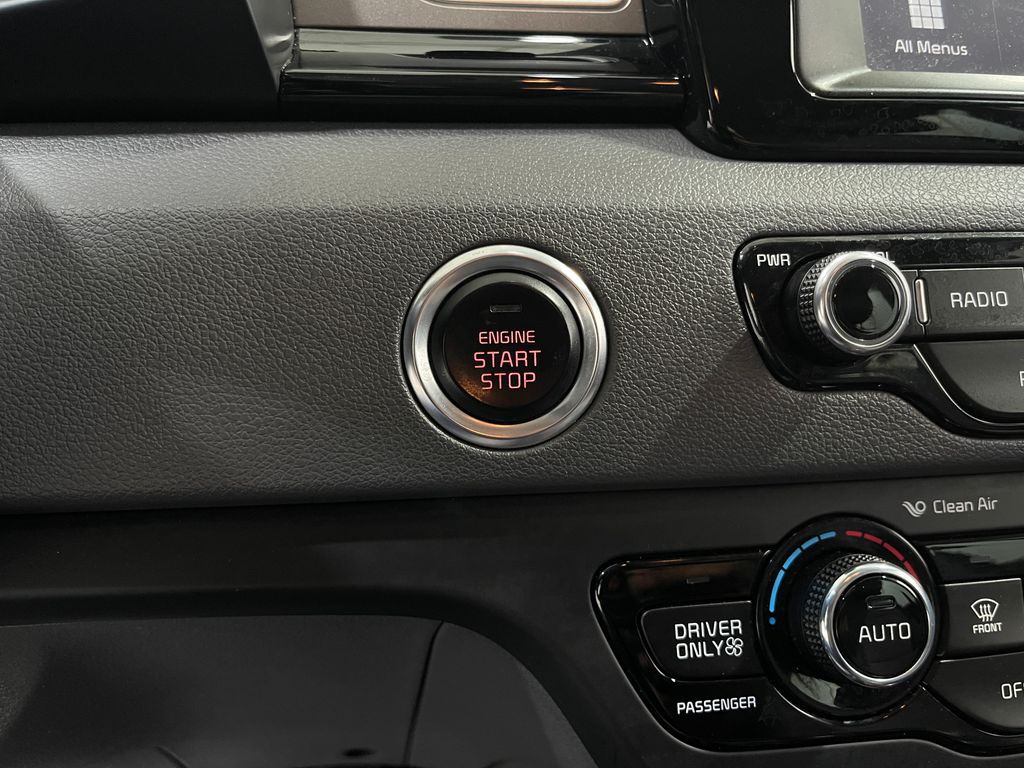 All Menus
PWR
RADIO
ENGINE
START
STOP
Clean Air
DRIVER
ONLY
AUTO
FRONT
PASSENGER